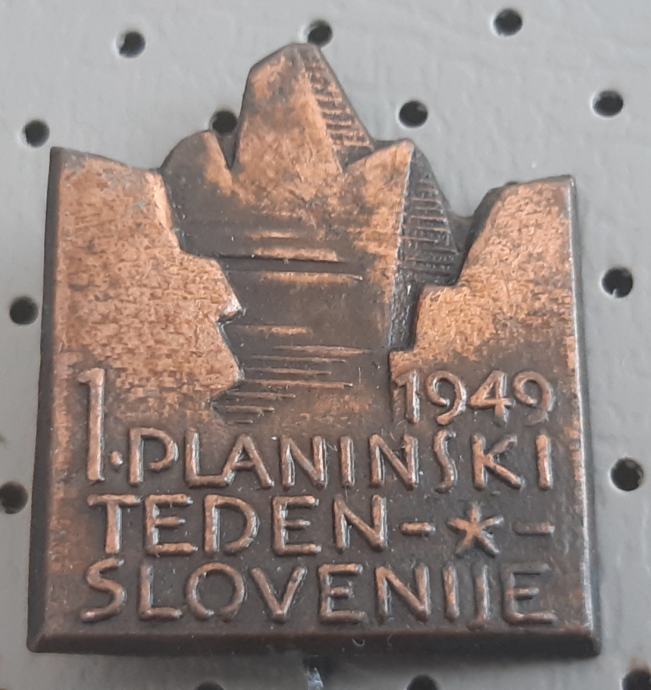 1949
1. PLANINSKI
TEDEN-*-
SLOVENIJE